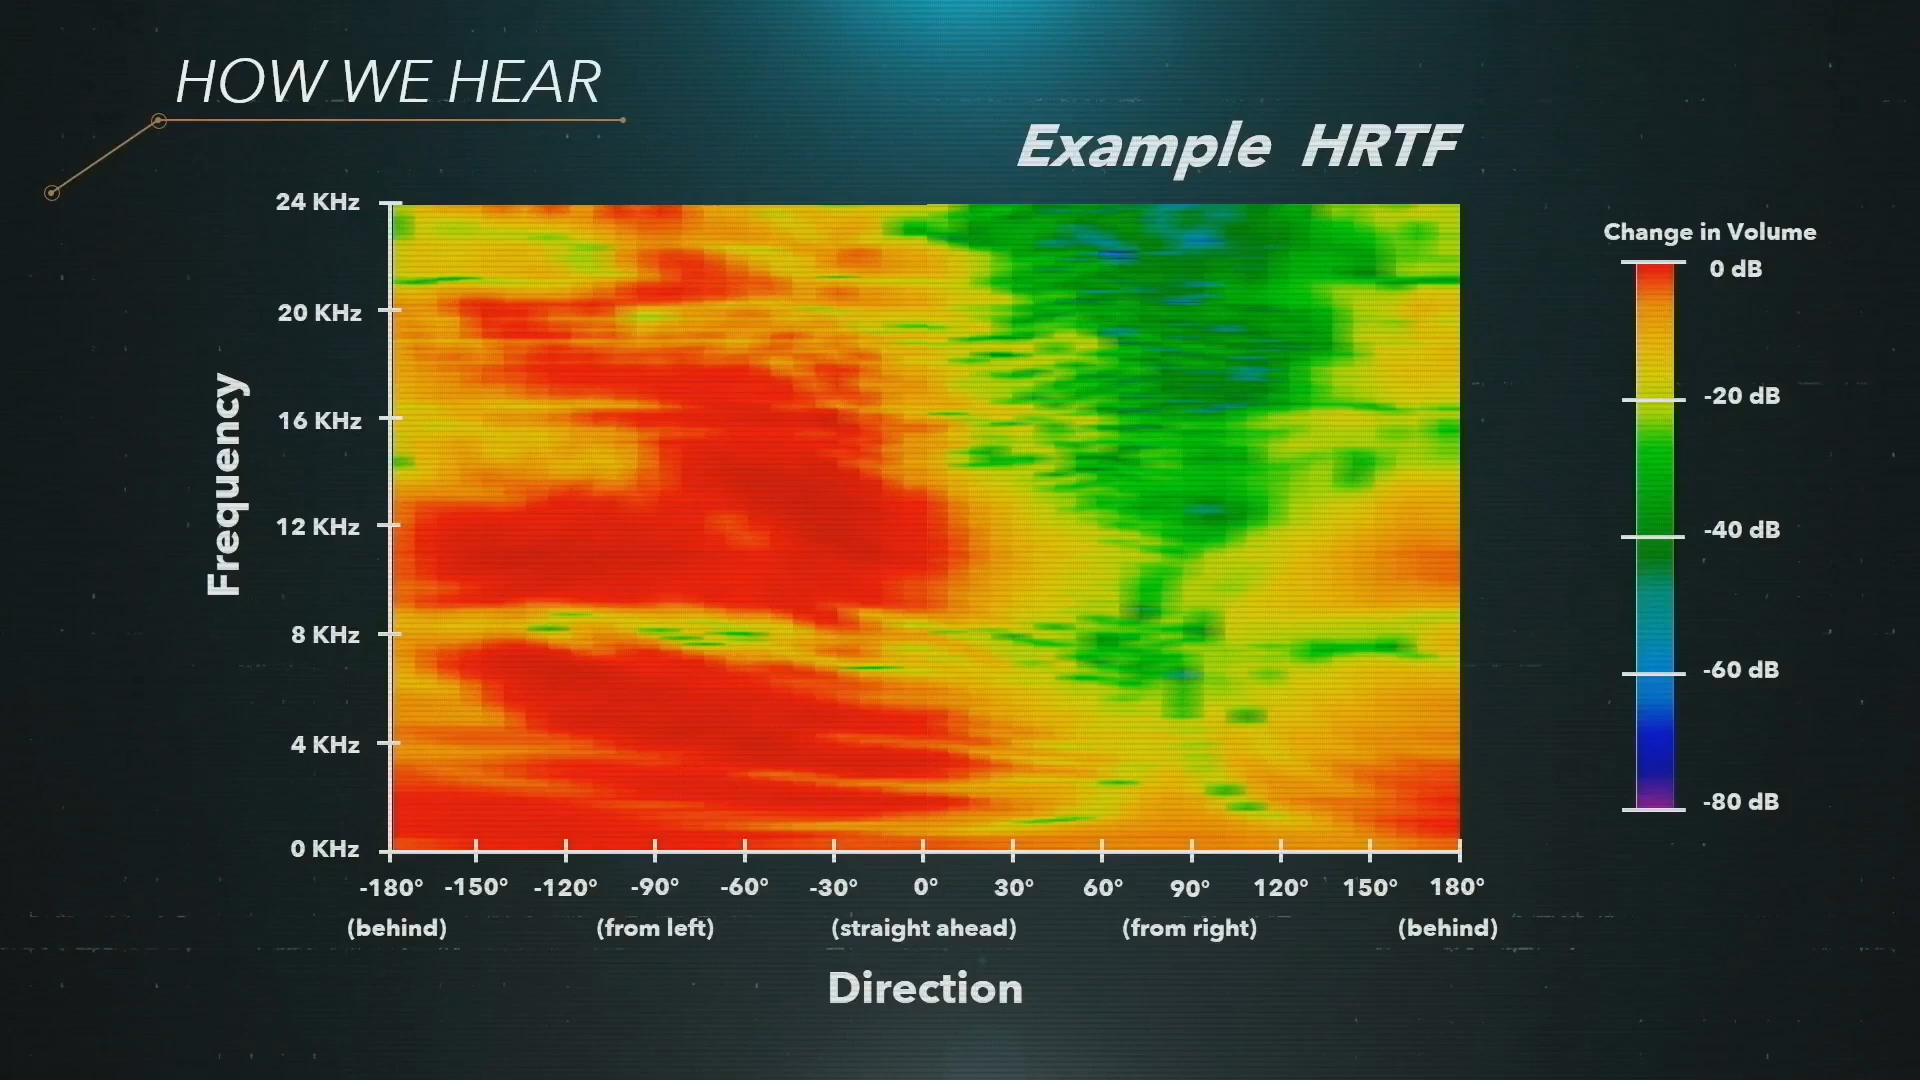 HOW WE HEAR
Example HRTF
24 KHz
20 KHz
16 KHz
12 KHz
8 KHz
4 KHz
0 KHz
Frequency
-180° -150° -120° -90° -60° -30° 0° 30° 60° 90° 120° 150° 180°
(behind) (from left) (straight ahead) (from right) (behind)
Direction
Change in Volume
0 dB
-20 dB
-40 dB
-60 dB
-80 dB